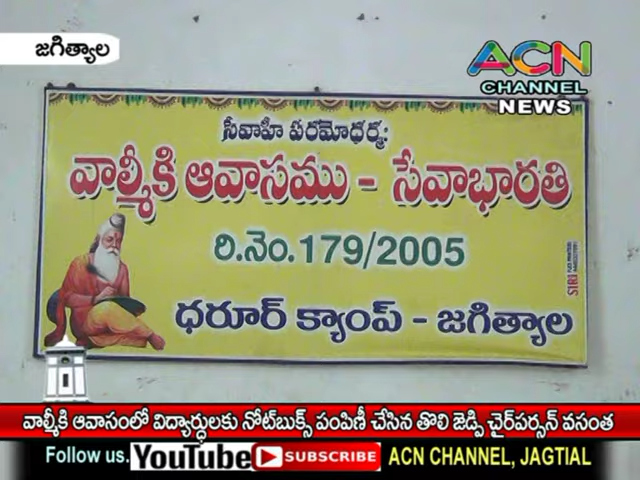 జగిత్యాల
ACN
CHANNEL
NEWS
సేవాహి పరమోధర్మ:
వాల్మీకి ఆవాసము - సేవాభారతి
రి.నెం.179/2005
ధరూర్ క్యాంప్ - జగిత్యాల
SIRI
వాల్మీకి ఆవాసంలో విద్యార్థులకు నోట్‌బుక్స్ పంపిణీ చేసిన తొలి జెడ్పి ఛైర్‌పర్సన్ వసంత
Follow us. YouTube SUBSCRIBE ACN CHANNEL, JAGTIAL